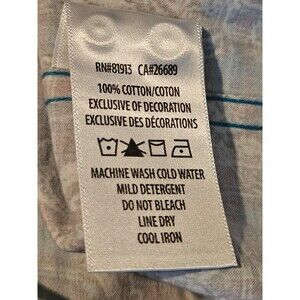 RN#81913 CA#26689
100% COTTON/COTON
EXCLUSIVE OF DECORATION
EXCLUSIVE DES DÉCORATIONS
MACHINE WASH COLD WATER
MILD DETERGENT
DO NOT BLEACH
LINE DRY
COOL IRON